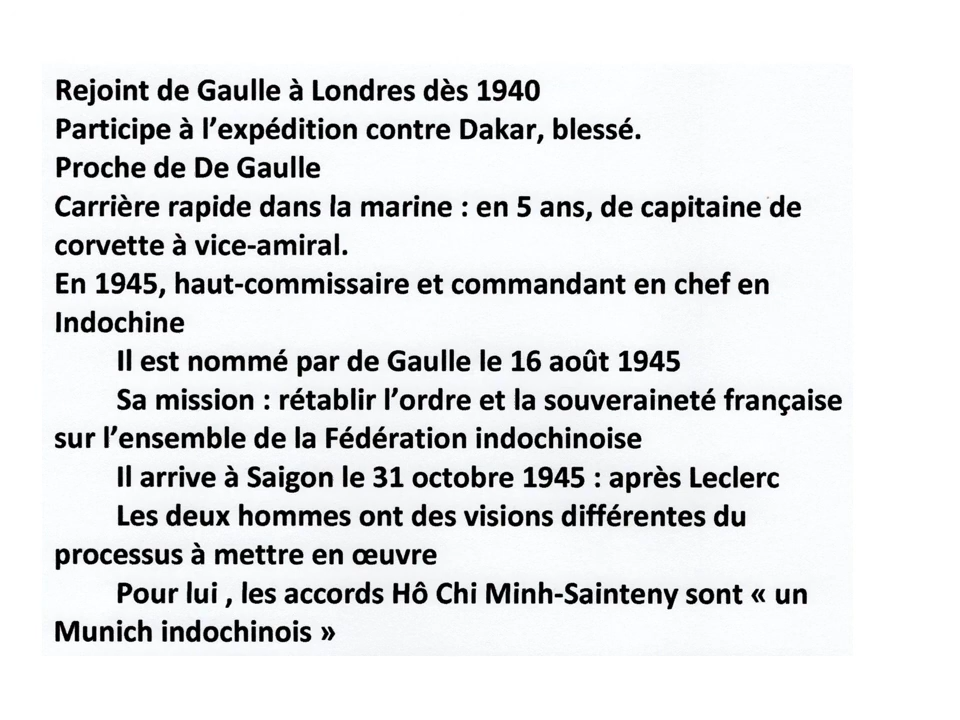 Rejoint de Gaulle à Londres dès 1940
Participe à l’expédition contre Dakar, blessé.
Proche de De Gaulle
Carrière rapide dans la marine : en 5 ans, de capitaine de
corvette à vice-amiral.
En 1945, haut-commissaire et commandant en chef en
Indochine
Il est nommé par de Gaulle le 16 août 1945
Sa mission : rétablir l’ordre et la souveraineté française
sur l’ensemble de la Fédération indochinoise
Il arrive à Saigon le 31 octobre 1945 : après Leclerc
Les deux hommes ont des visions différentes du
processus à mettre en œuvre
Pour lui , les accords Hô Chi Minh-Sainteny sont « un
Munich indochinois »